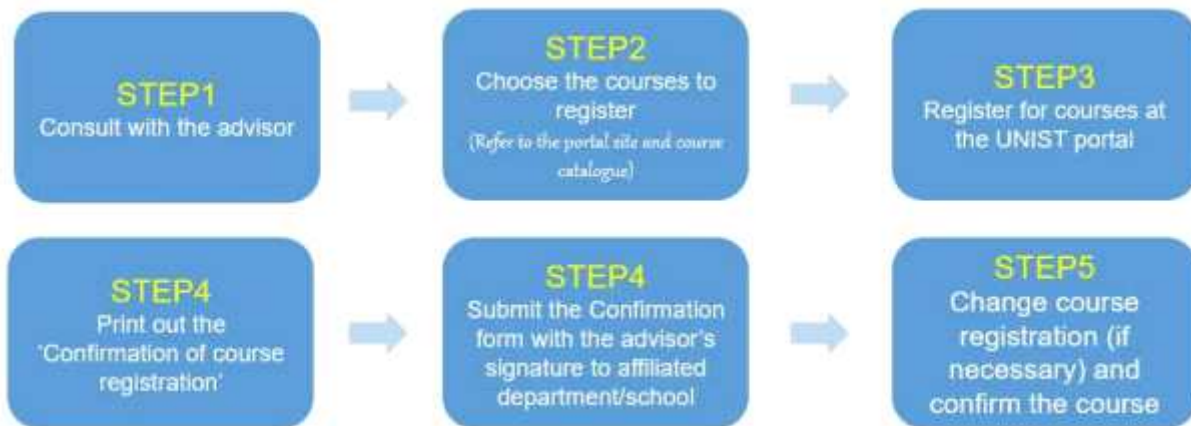 STEP1
Consult with the advisor
STEP2
Choose the courses to
register
(Refer to the portal site and course
catalogue)
STEP3
Register for courses at
the UNIST portal
STEP4
Print out the
'Confirmation of course
registration'
STEP4
Submit the Confirmation
form with the advisor's
signature to affiliated
department/school
STEP5
Change course
registration (if
necessary) and
confirm the course